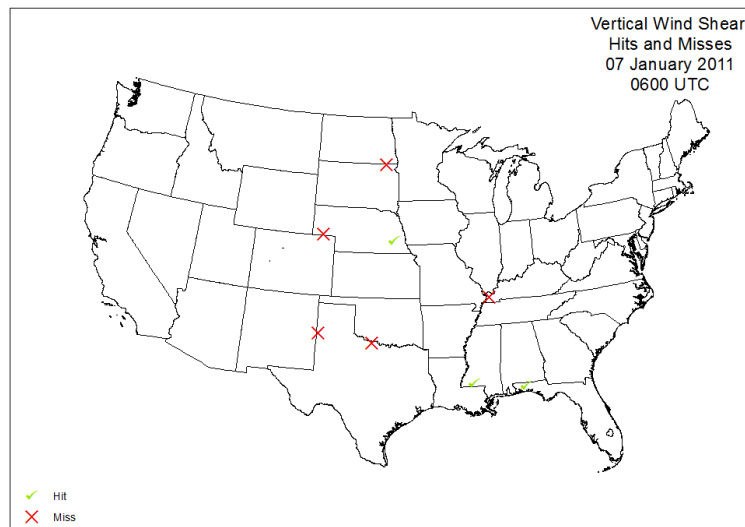 Vertical Wind Shear
Hits and Misses
07 January 2011
0600 UTC
Hit
Miss